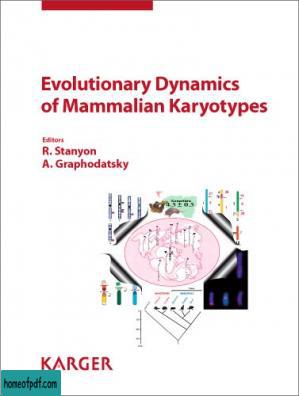 Evolutionary Dynamics
of Mammalian Karyotypes
Editors
R. Stanyon
A. Graphodatsky
KARGER
homeofpdf.com